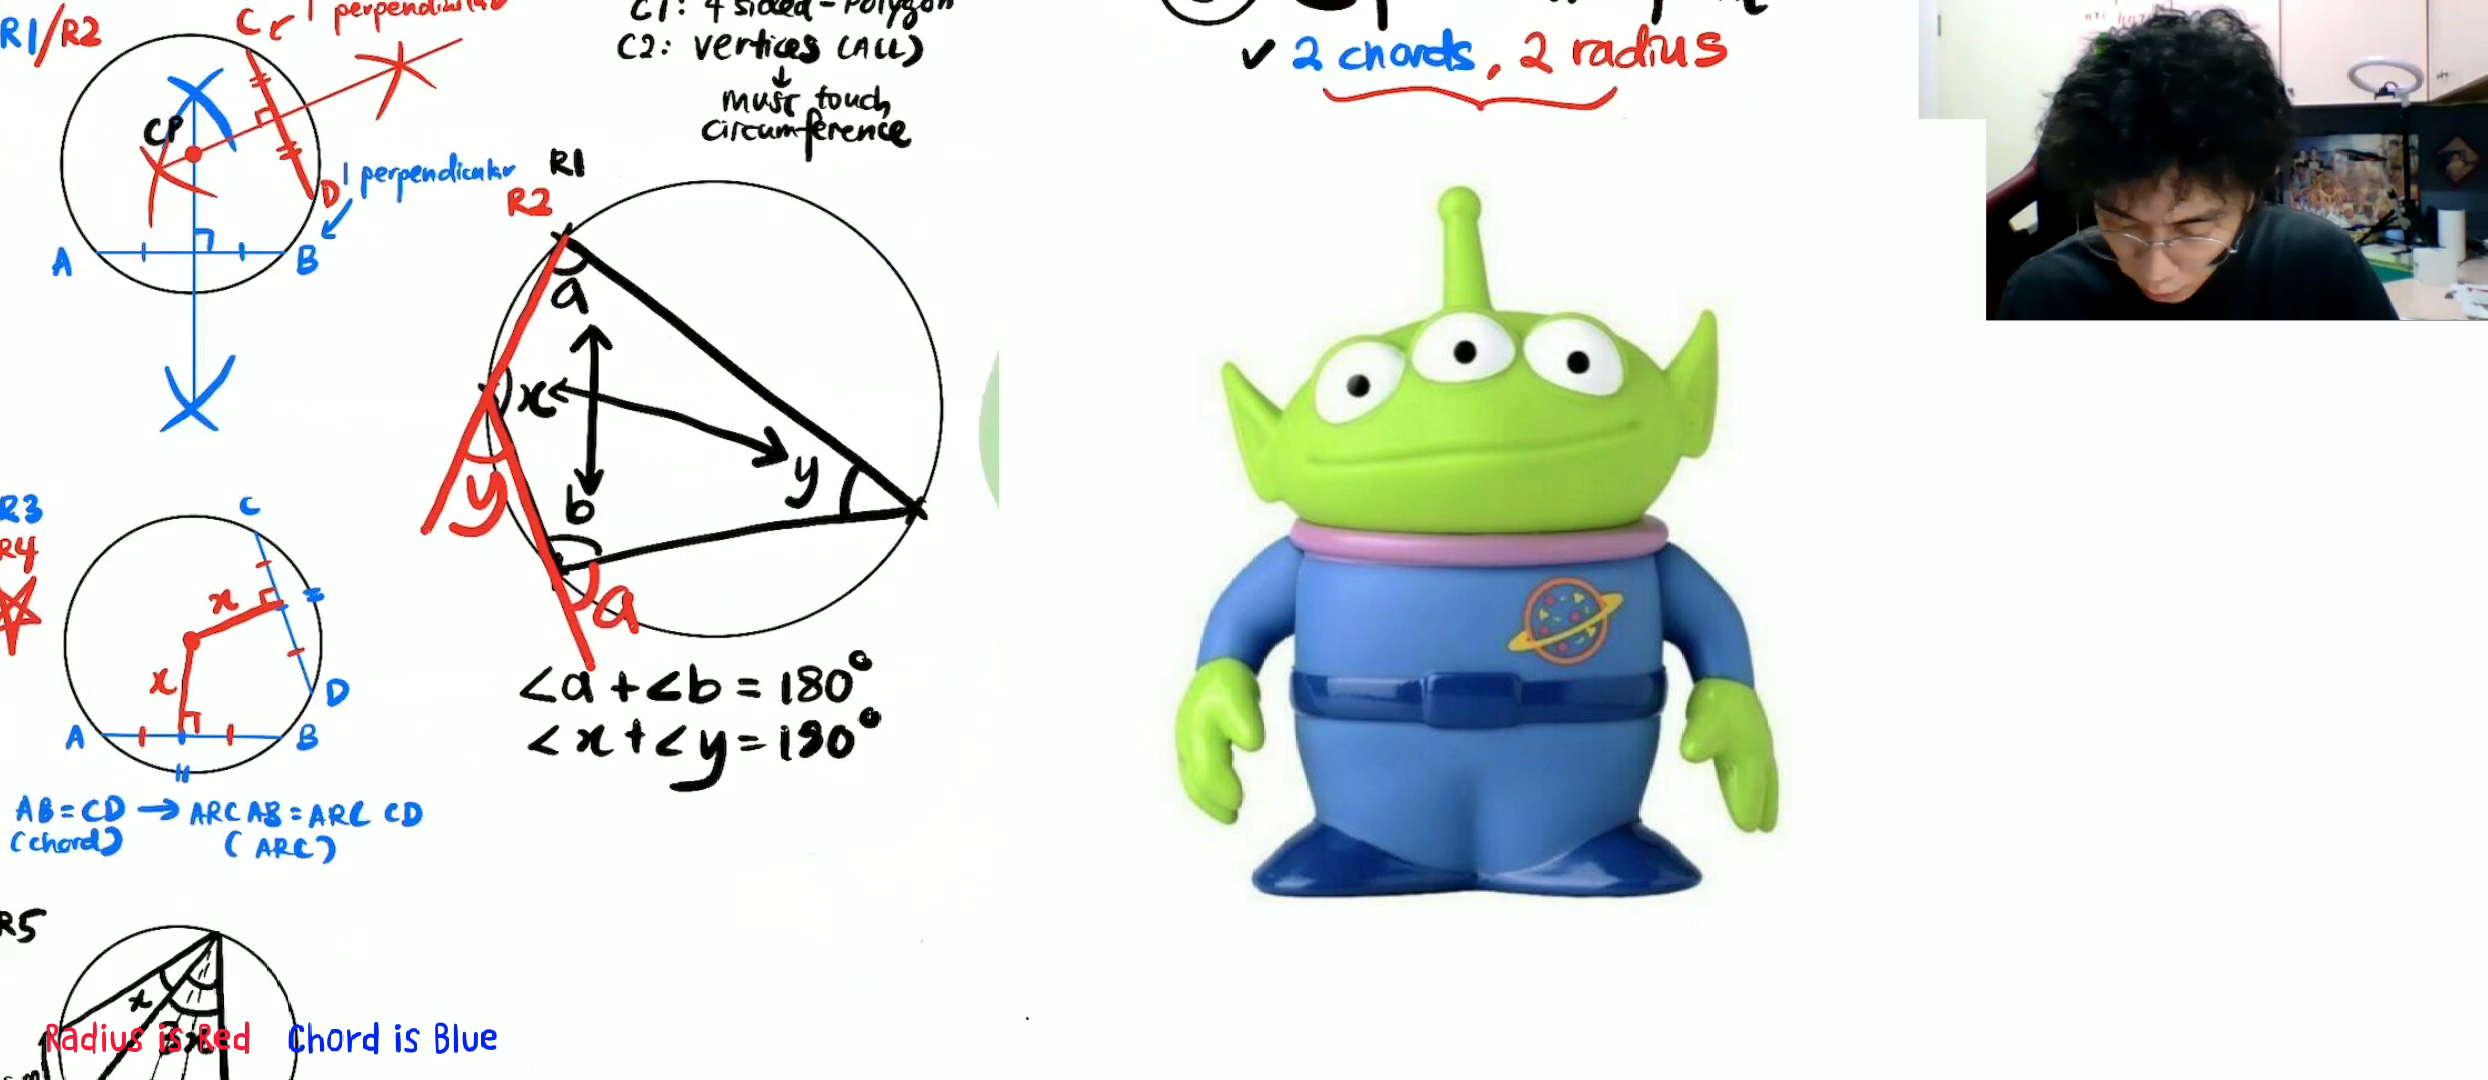 R1/R2
C
1 perpendicular
CP
D
1 perpendicular
A
B
C1: 4 sided-Polygon
C2: vertices (ALL)
must touch
circumference
R1
R2
a
x
y
b
y
a
<a + <b = 180°
<x + <y = 180°
✓ 2 chords, 2 radius
R3
R4
C
x
x
D
A
B
AB = CD → ARC AB = ARC CD
(chord) (ARC)
R5
x
Radius is Red Chord is Blue